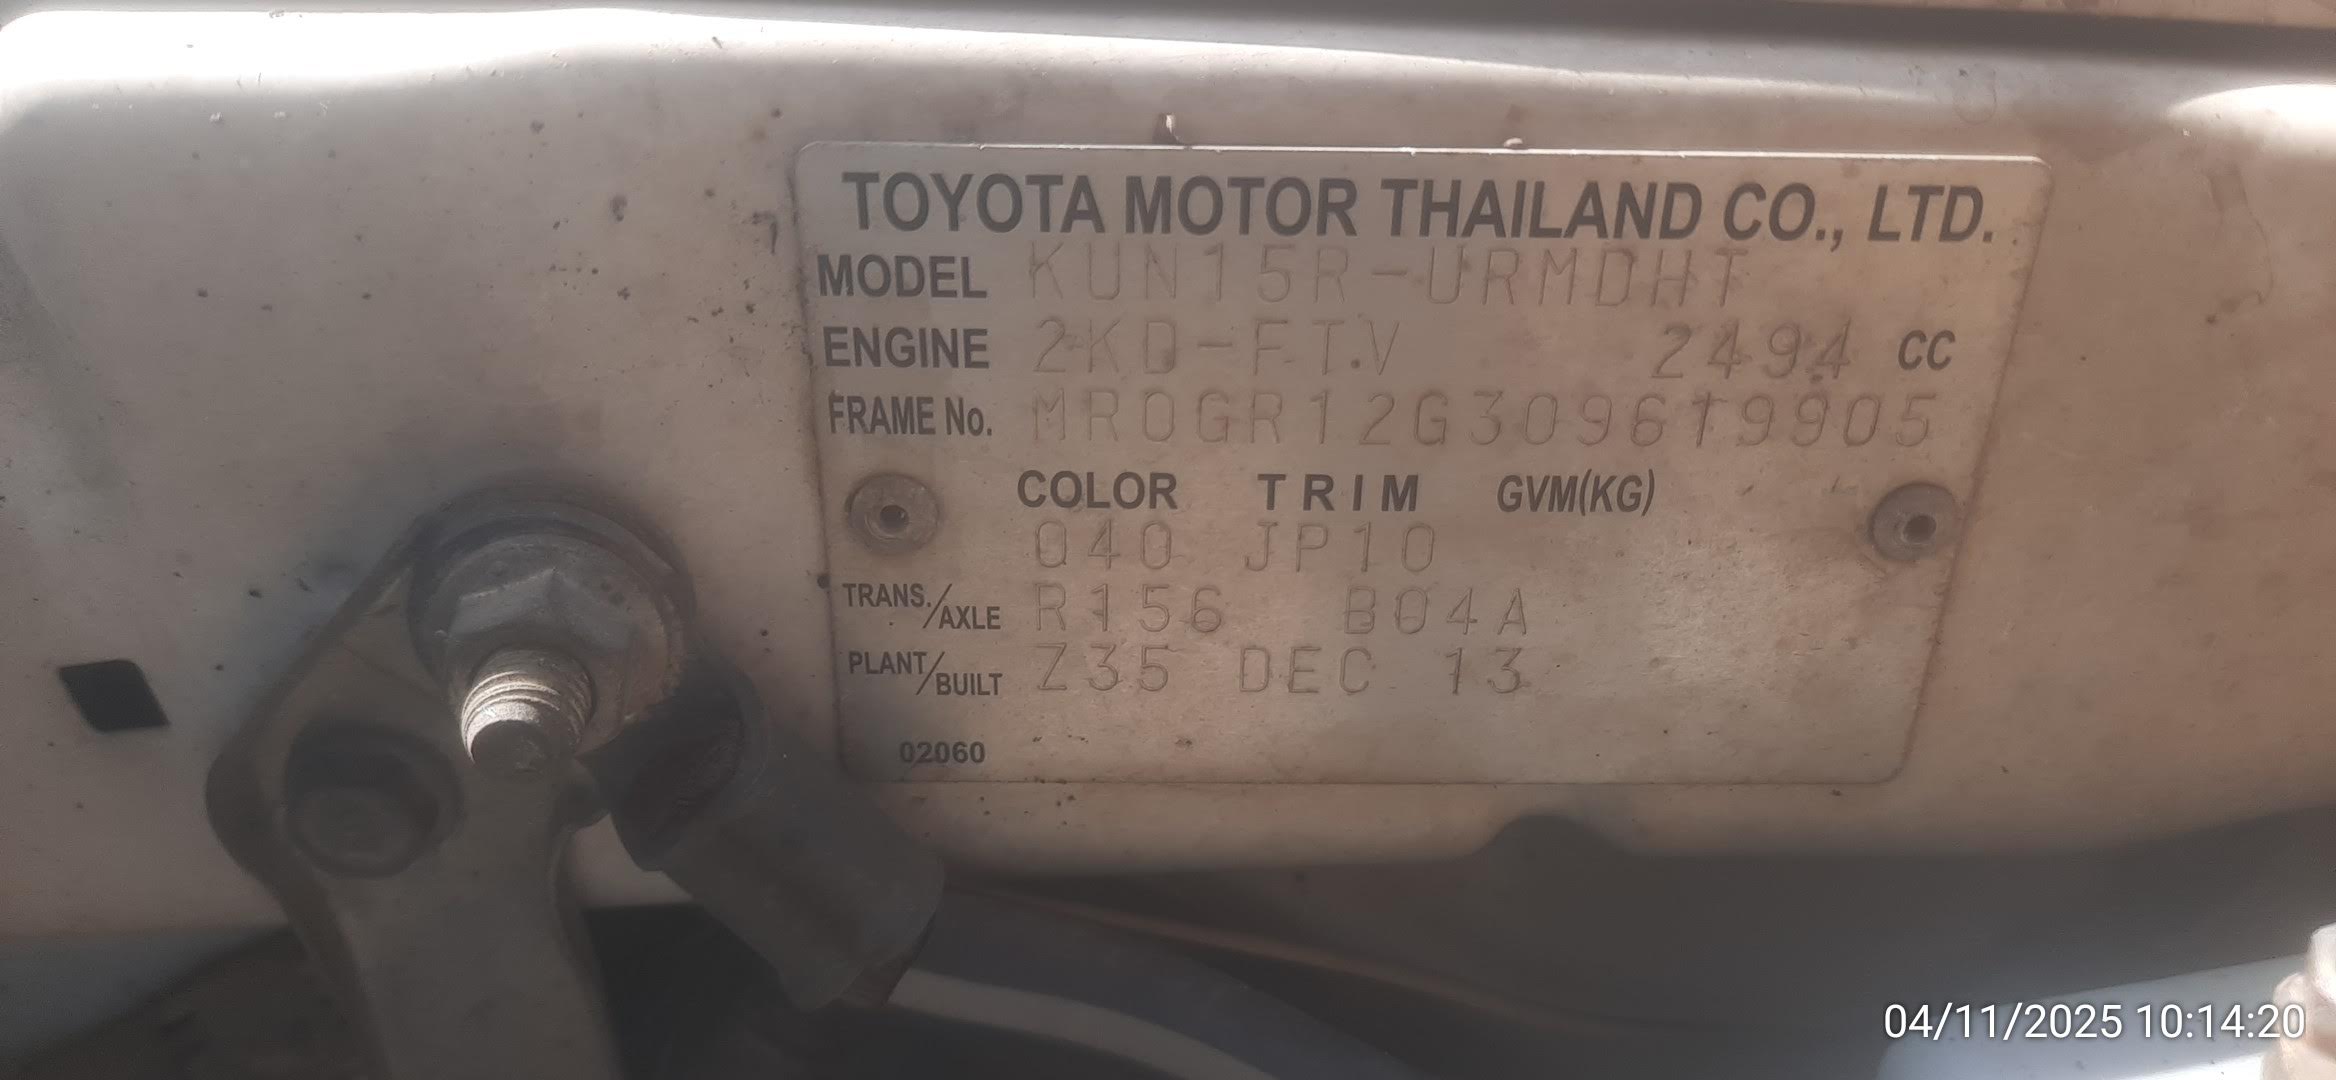 TOYOTA MOTOR THAILAND CO., LTD.
MODEL KUN15R-URMDHT
ENGINE 2KD-FTV 2494 CC
FRAME No. MR0GR12G309619905
COLOR TRIM GVM(KG)
040 JP10
TRANS./AXLE R156 B04A
PLANT/BUILT Z35 DEC 13
02060
04/11/2025 10:14:20